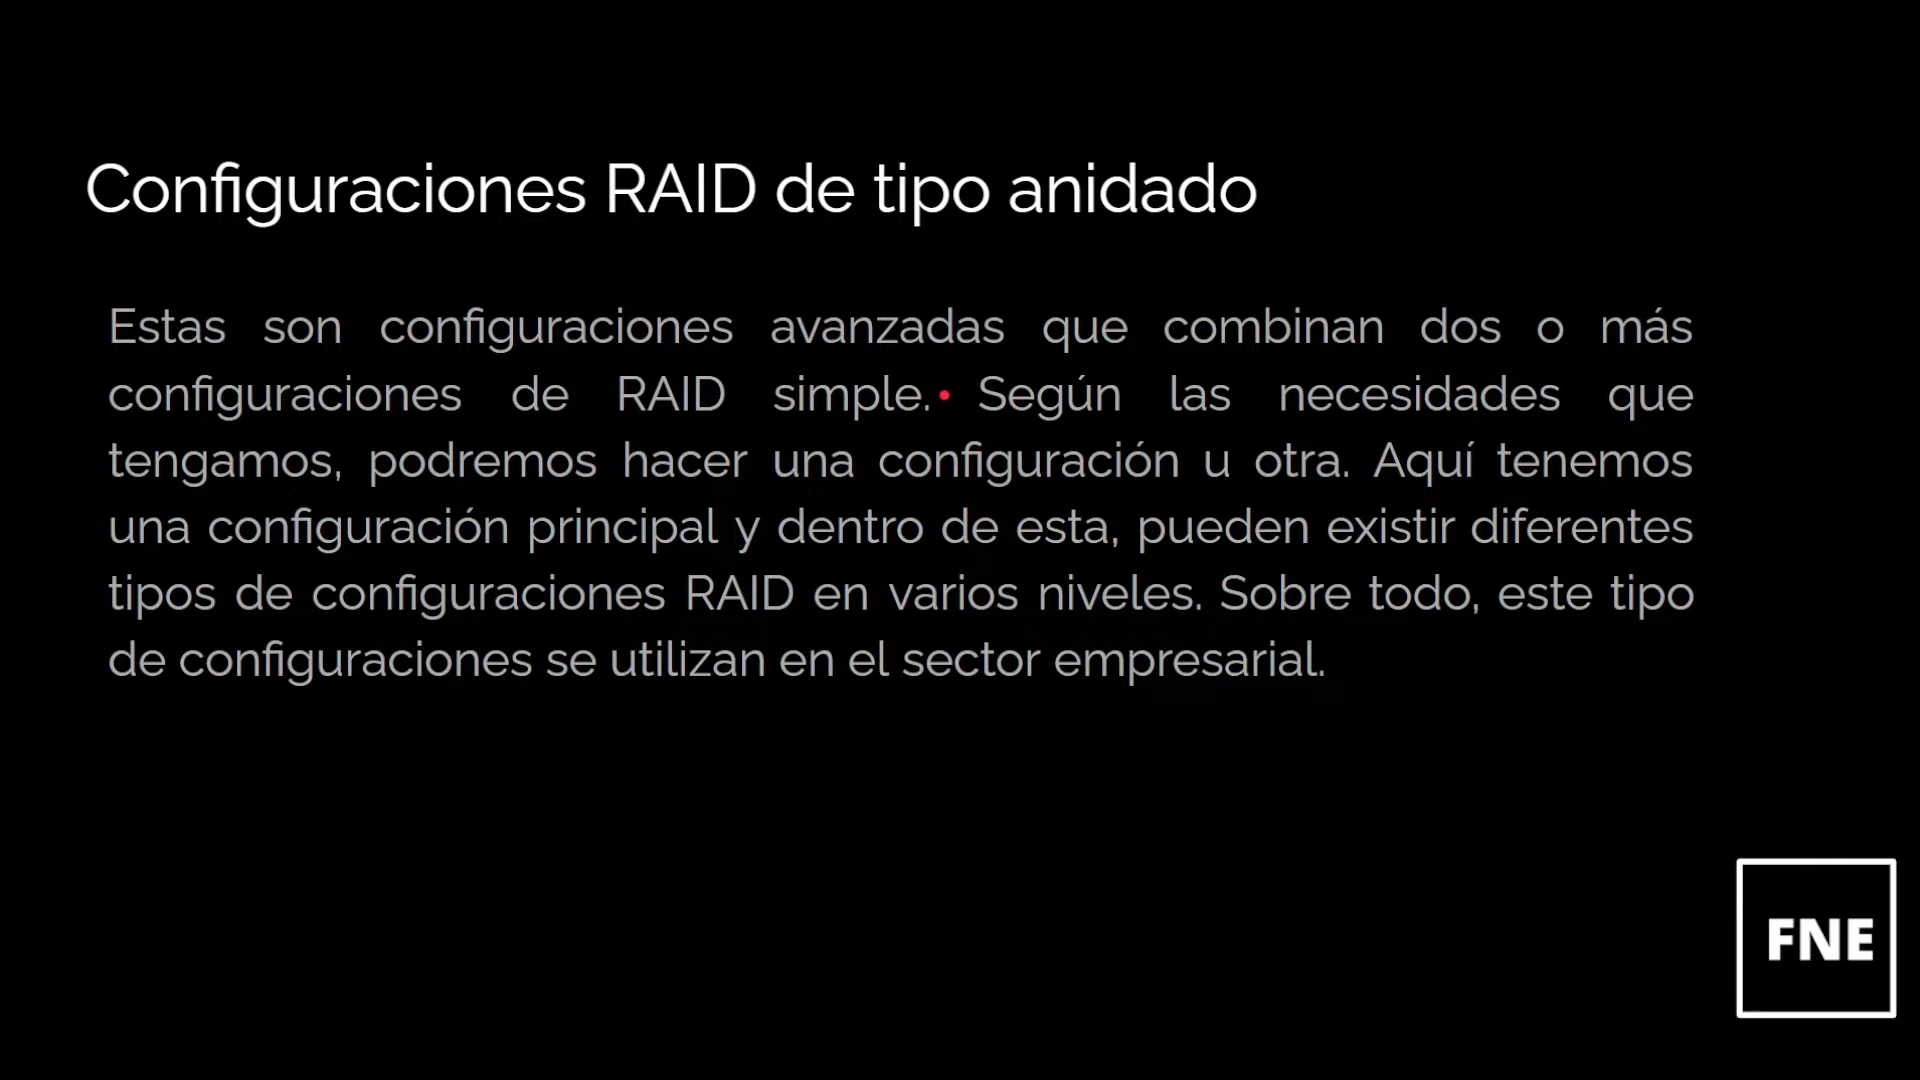 Configuraciones RAID de tipo anidado
Estas son configuraciones avanzadas que combinan dos o más
configuraciones de RAID simple. Según las necesidades que
tengamos, podremos hacer una configuración u otra. Aquí tenemos
una configuración principal y dentro de esta, pueden existir diferentes
tipos de configuraciones RAID en varios niveles. Sobre todo, este tipo
de configuraciones se utilizan en el sector empresarial.
FNE